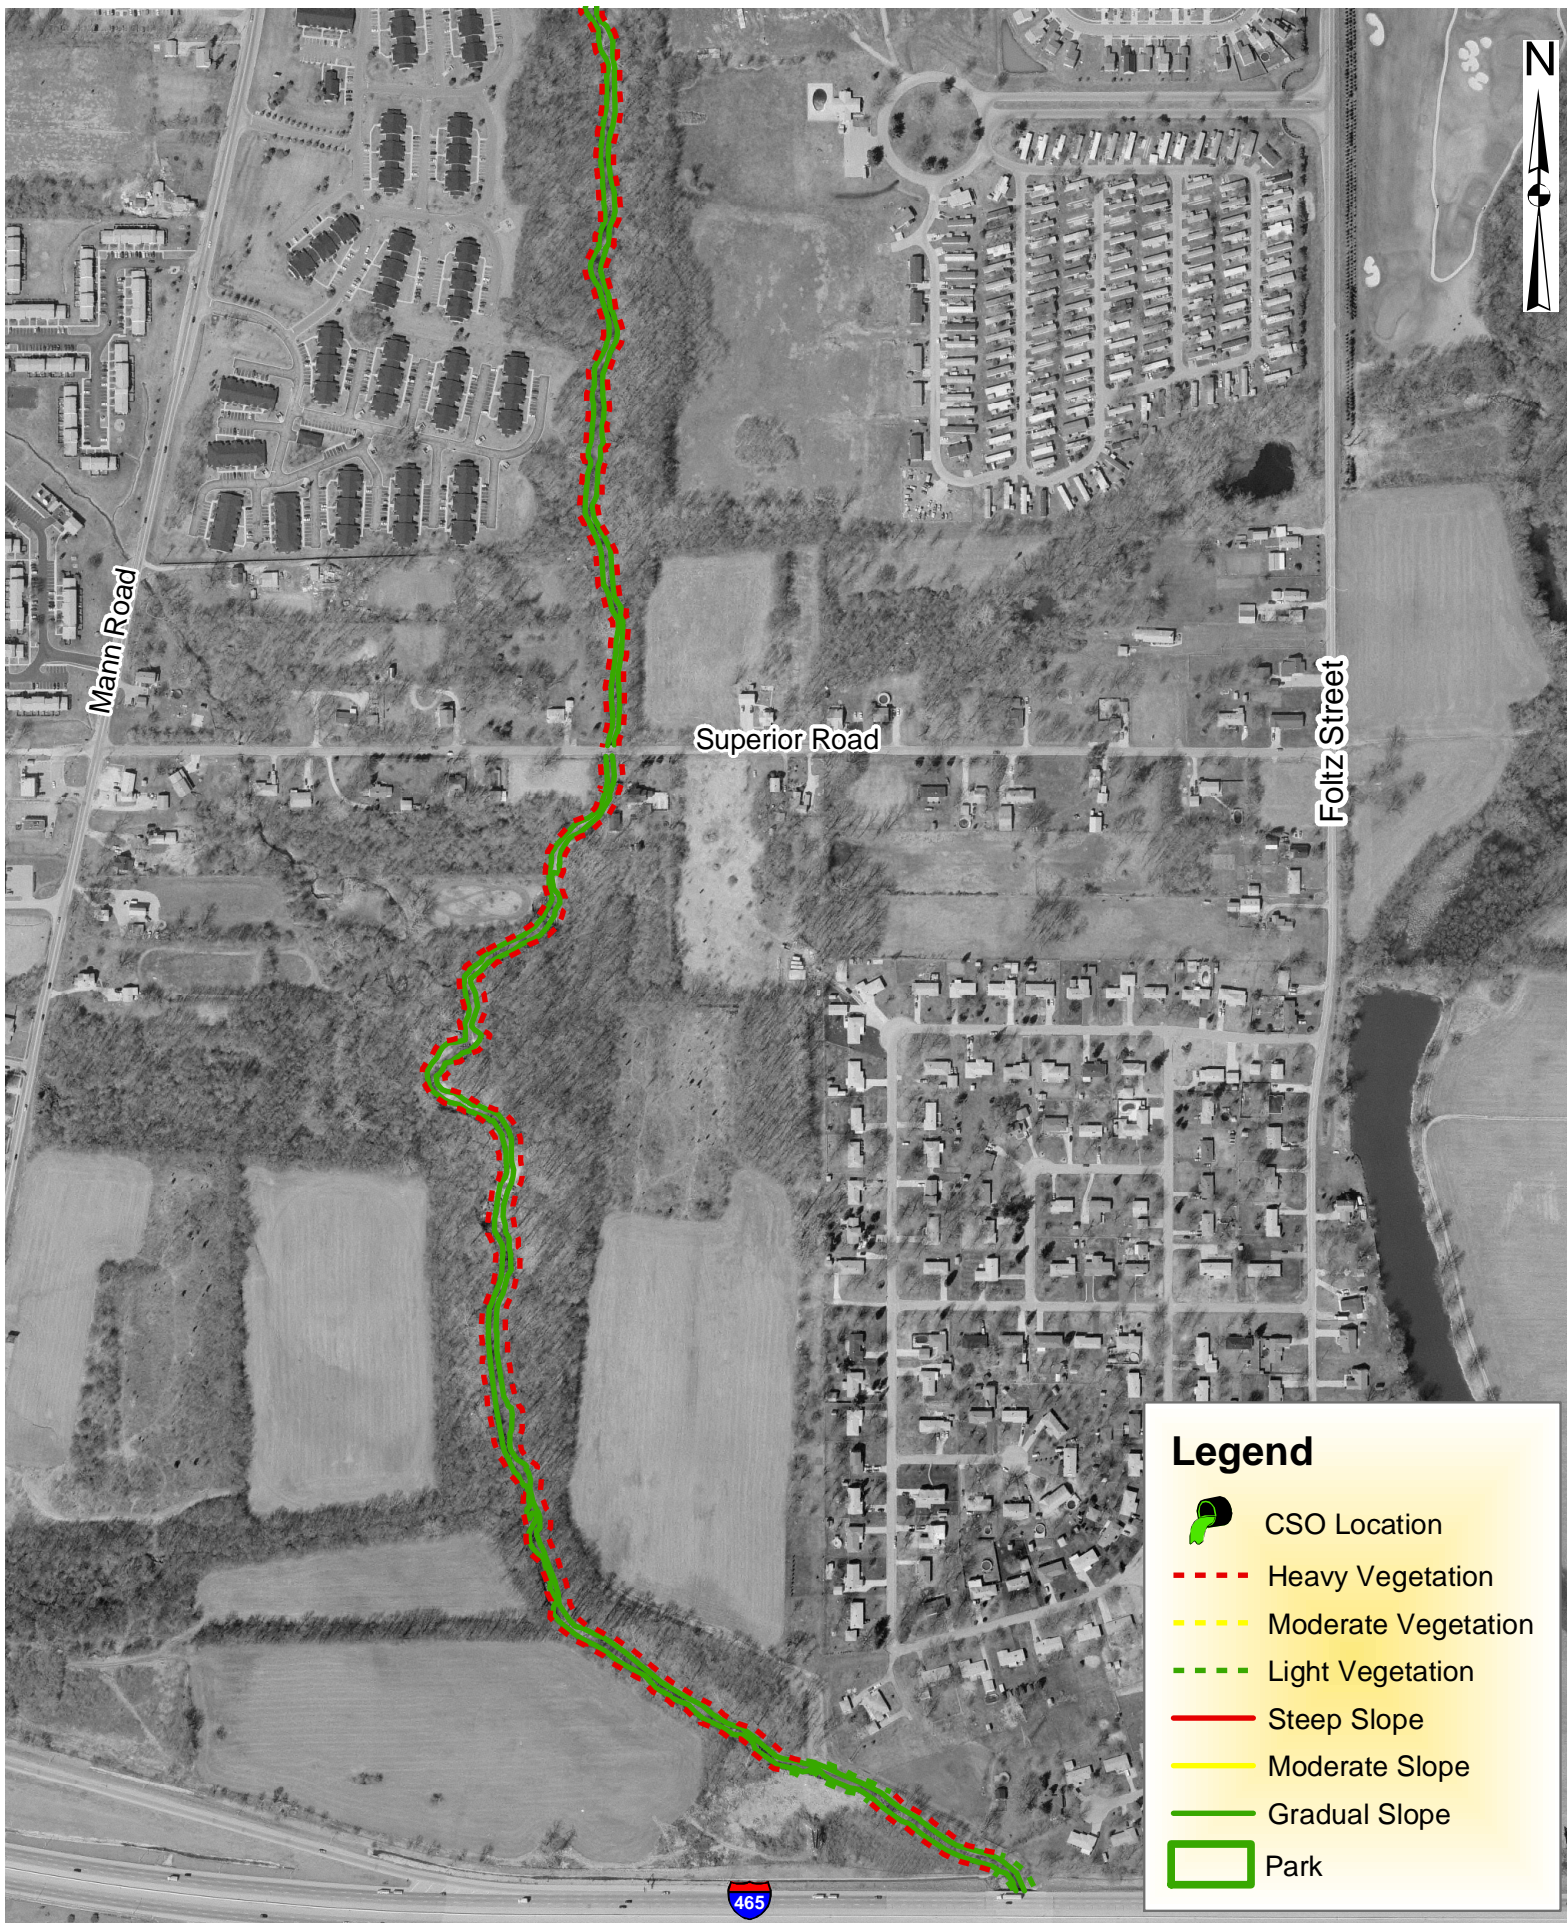 N
Mann Road
Superior Road
Foltz Street
Legend
CSO Location
Heavy Vegetation
Moderate Vegetation
Light Vegetation
Steep Slope
Moderate Slope
Gradual Slope
Park
465